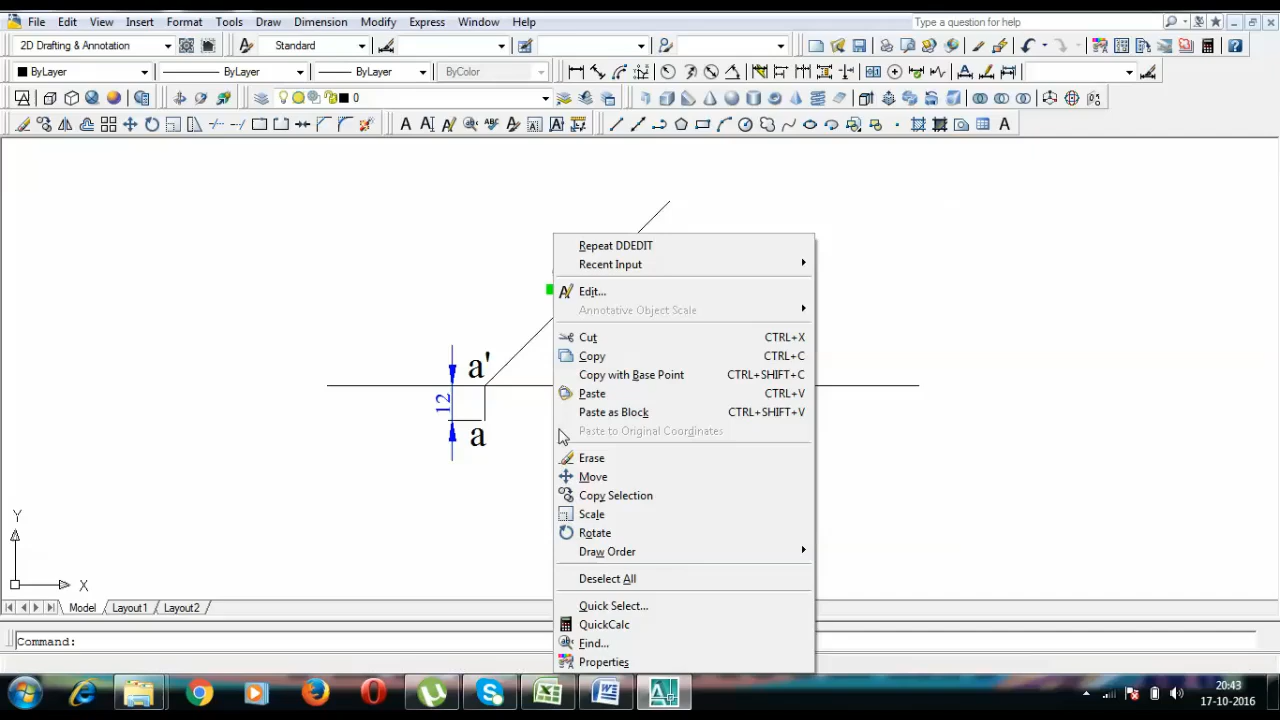 File Edit View Insert Format Tools Draw Dimension Modify Express Window Help Type a question for help
2D Drafting & Annotation Standard
ByLayer ByLayer ByLayer ByColor
0
Repeat DDEDIT
Recent Input
Edit...
Annotative Object Scale
Cut CTRL+X
Copy CTRL+C
Copy with Base Point CTRL+SHIFT+C
Paste CTRL+V
Paste as Block CTRL+SHIFT+V
Paste to Original Coordinates
Erase
Move
Copy Selection
Scale
Rotate
Draw Order
Deselect All
Quick Select...
QuickCalc
Find...
Properties
a'
12
a
Y
X
Model Layout1 Layout2
Command:
20:43
17-10-2016